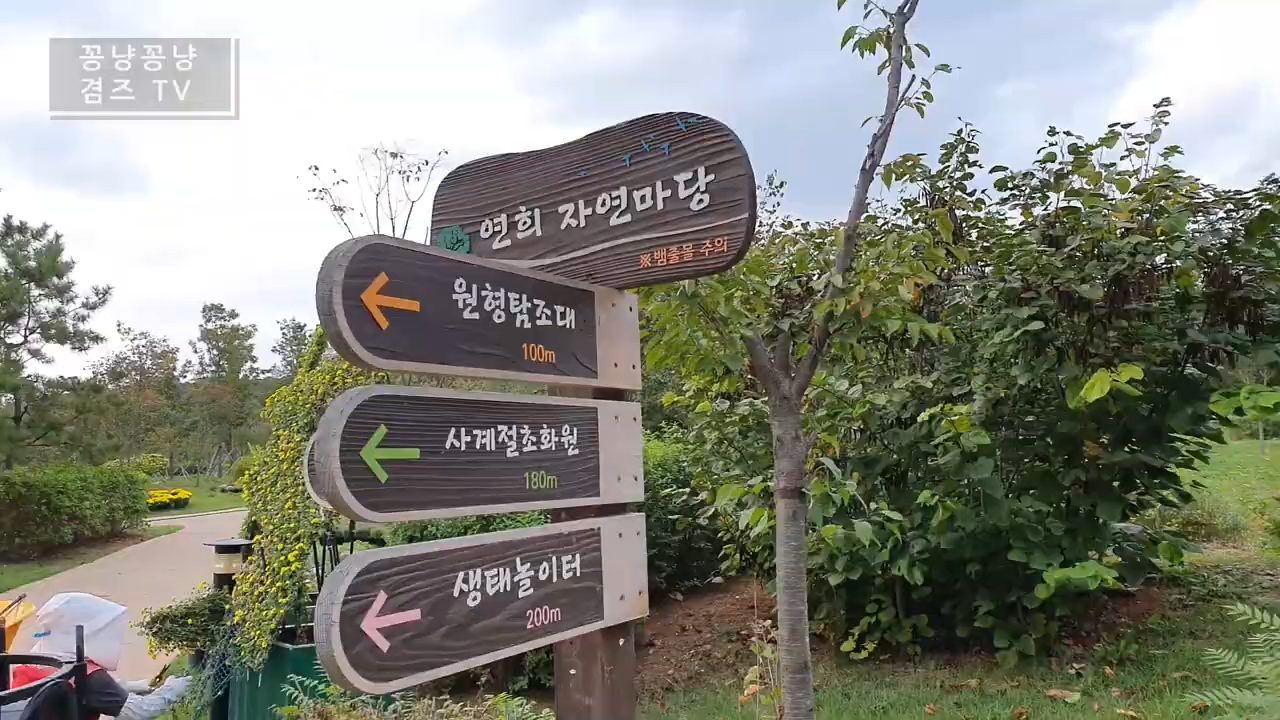 꽁냥꽁냥
겸즈 TV
연희 자연마당
※뱀출몰 주의
원형탐조대
100m
사계절초화원
180m
생태놀이터
200m